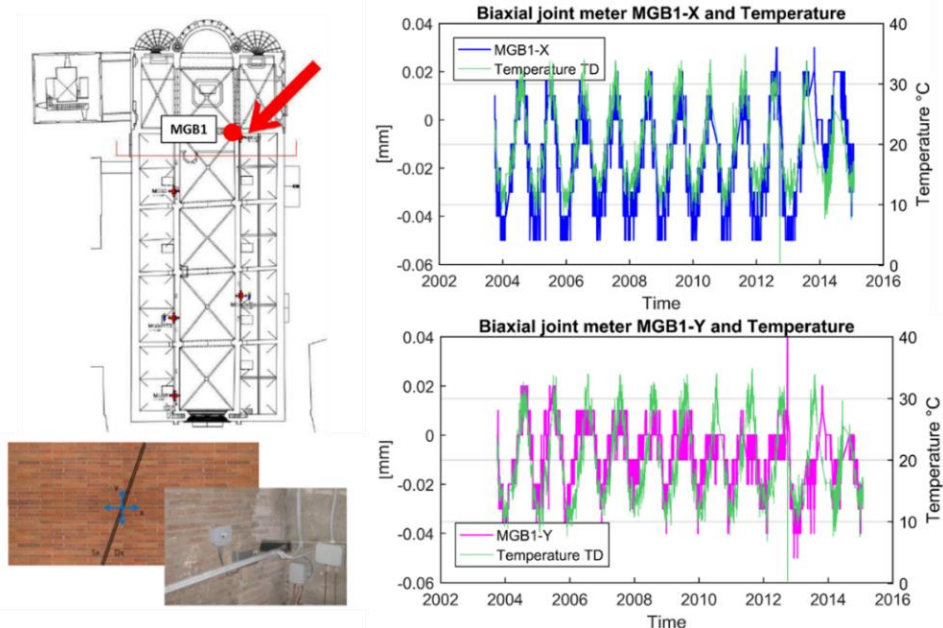 MGB1
Biaxial joint meter MGB1-X and Temperature
MGB1-X
Temperature TD
0.04
0.02
0
-0.02
-0.04
-0.06
[mm]
40
30
20
10
0
Temperature °C
2002 2004 2006 2008 2010 2012 2014 2016
Time
Biaxial joint meter MGB1-Y and Temperature
MGB1-Y
Temperature TD
0.04
0.02
0
-0.02
-0.04
-0.06
[mm]
40
30
20
10
0
Temperature °C
2002 2004 2006 2008 2010 2012 2014 2016
Time
Y
X
Sx Dx